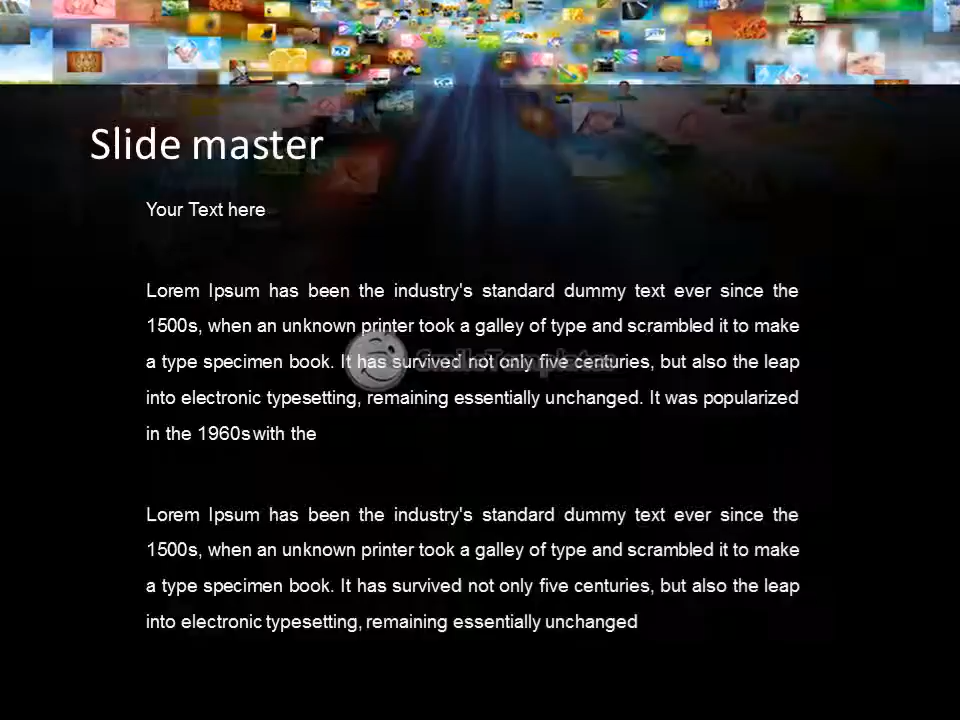 Slide master
Your Text here
Lorem Ipsum has been the industry's standard dummy text ever since the
1500s, when an unknown printer took a galley of type and scrambled it to make
a type specimen book. It has survived not only five centuries, but also the leap
into electronic typesetting, remaining essentially unchanged. It was popularized
in the 1960s with the
SmileTemplates
Lorem Ipsum has been the industry's standard dummy text ever since the
1500s, when an unknown printer took a galley of type and scrambled it to make
a type specimen book. It has survived not only five centuries, but also the leap
into electronic typesetting, remaining essentially unchanged